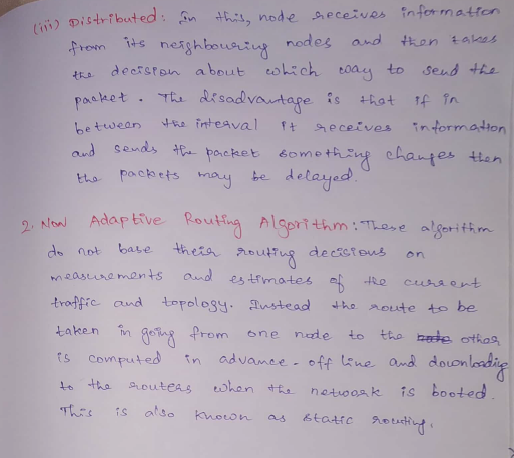 (iii) Distributed: In this, node receives information
from its neighbouring nodes and then takes
the decision about which way to send the
packet. The disadvantage is that if in
between the interval it receives information
and sends the packet something changes then
the packets may be delayed.
2. Non Adaptive Routing Algorithm: These algorithm
do not base their routing decisions on
measurements and estimates of the current
traffic and topology. Instead the route to be
taken in going from one node to the node other
is computed in advance. off line and downloading
to the routers when the network is booted.
This is also known as static routing.